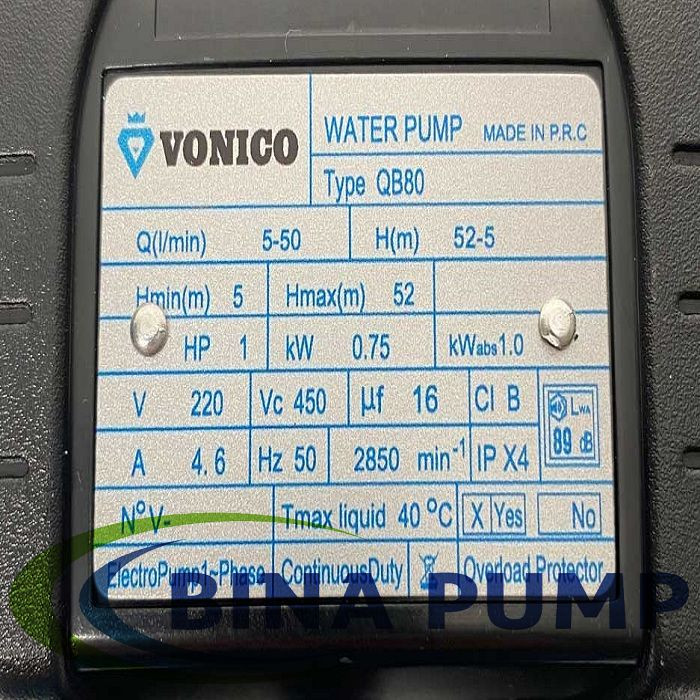 VONICO
WATER PUMP MADE IN P.R.C
Type QB80
Q(l/min) 5-50 H(m) 52-5
Hmin(m) 5 Hmax(m) 52
HP 1 kW 0.75 kWabs1.0
V 220 Vc 450 µf 16 Cl B LWA
89 dB
A 4.6 Hz 50 2850 min-1 IP X4
N°V- Tmax liquid 40 °C X Yes No
ElectroPump1~Phase ContinuousDuty Overload Protector
BINA PUMP